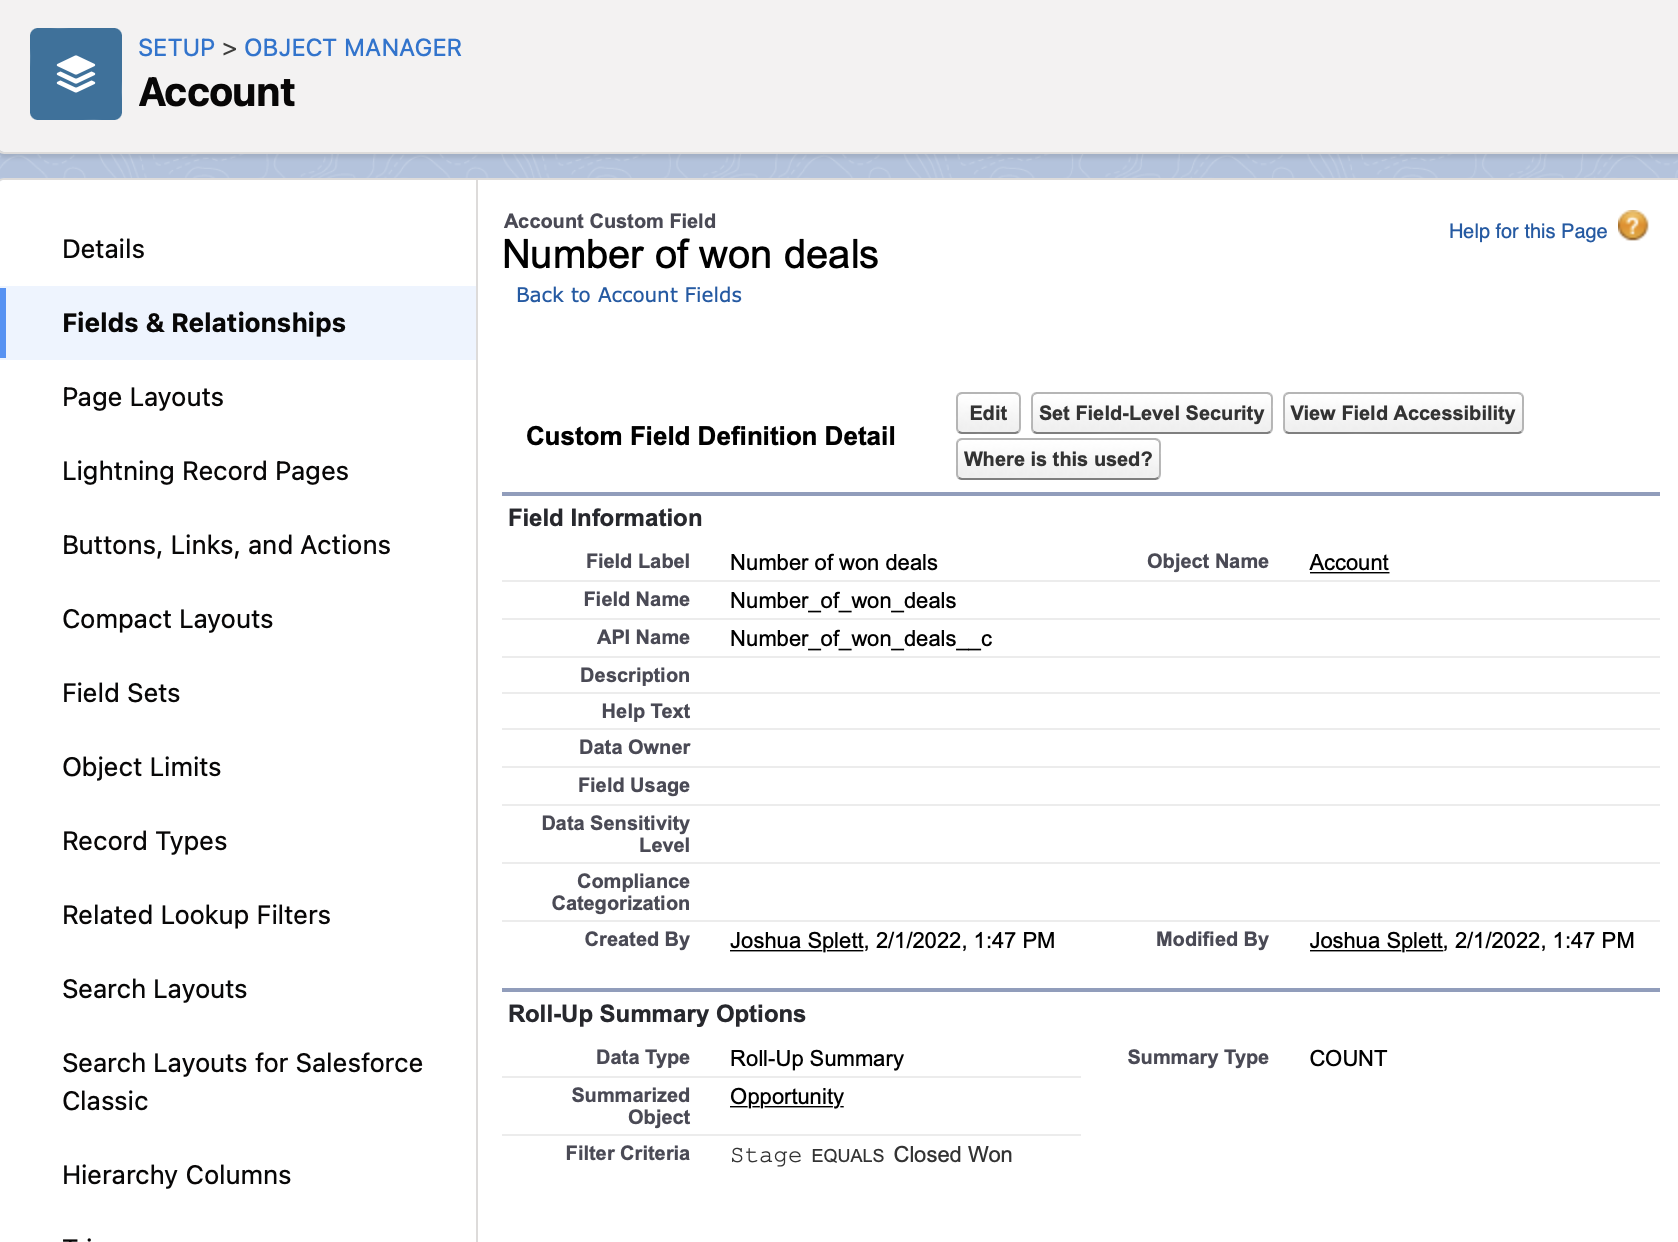 SETUP > OBJECT MANAGER
Account
Details
Fields & Relationships
Page Layouts
Lightning Record Pages
Buttons, Links, and Actions
Compact Layouts
Field Sets
Object Limits
Record Types
Related Lookup Filters
Search Layouts
Search Layouts for Salesforce
Classic
Hierarchy Columns
Account Custom Field
Number of won deals
Back to Account Fields
Help for this Page ?
Custom Field Definition Detail
Edit Set Field-Level Security View Field Accessibility
Where is this used?
Field Information
Field Label Number of won deals Object Name Account
Field Name Number_of_won_deals
API Name Number_of_won_deals__c
Description
Help Text
Data Owner
Field Usage
Data Sensitivity
Level
Compliance
Categorization
Created By Joshua Splett, 2/1/2022, 1:47 PM Modified By Joshua Splett, 2/1/2022, 1:47 PM
Roll-Up Summary Options
Data Type Roll-Up Summary Summary Type COUNT
Summarized
Object Opportunity
Filter Criteria Stage EQUALS Closed Won